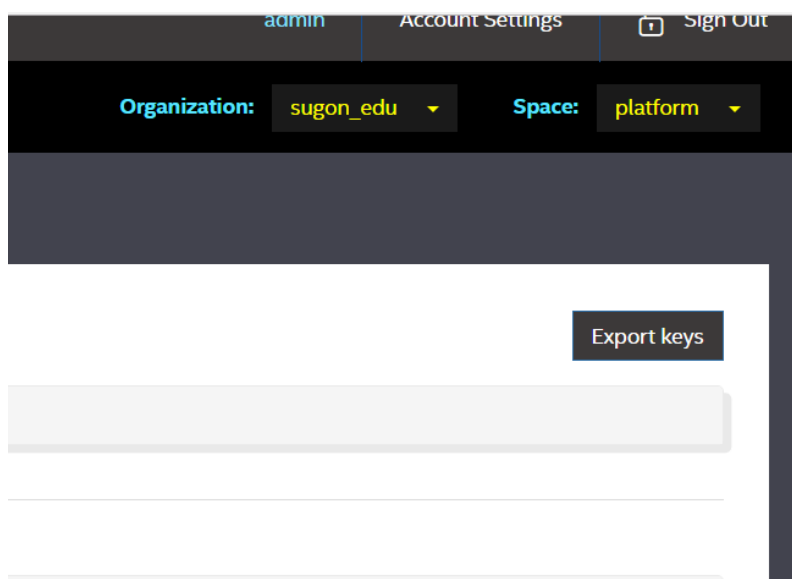 admin Account Settings Sign Out
Organization: sugon_edu Space: platform
Export keys